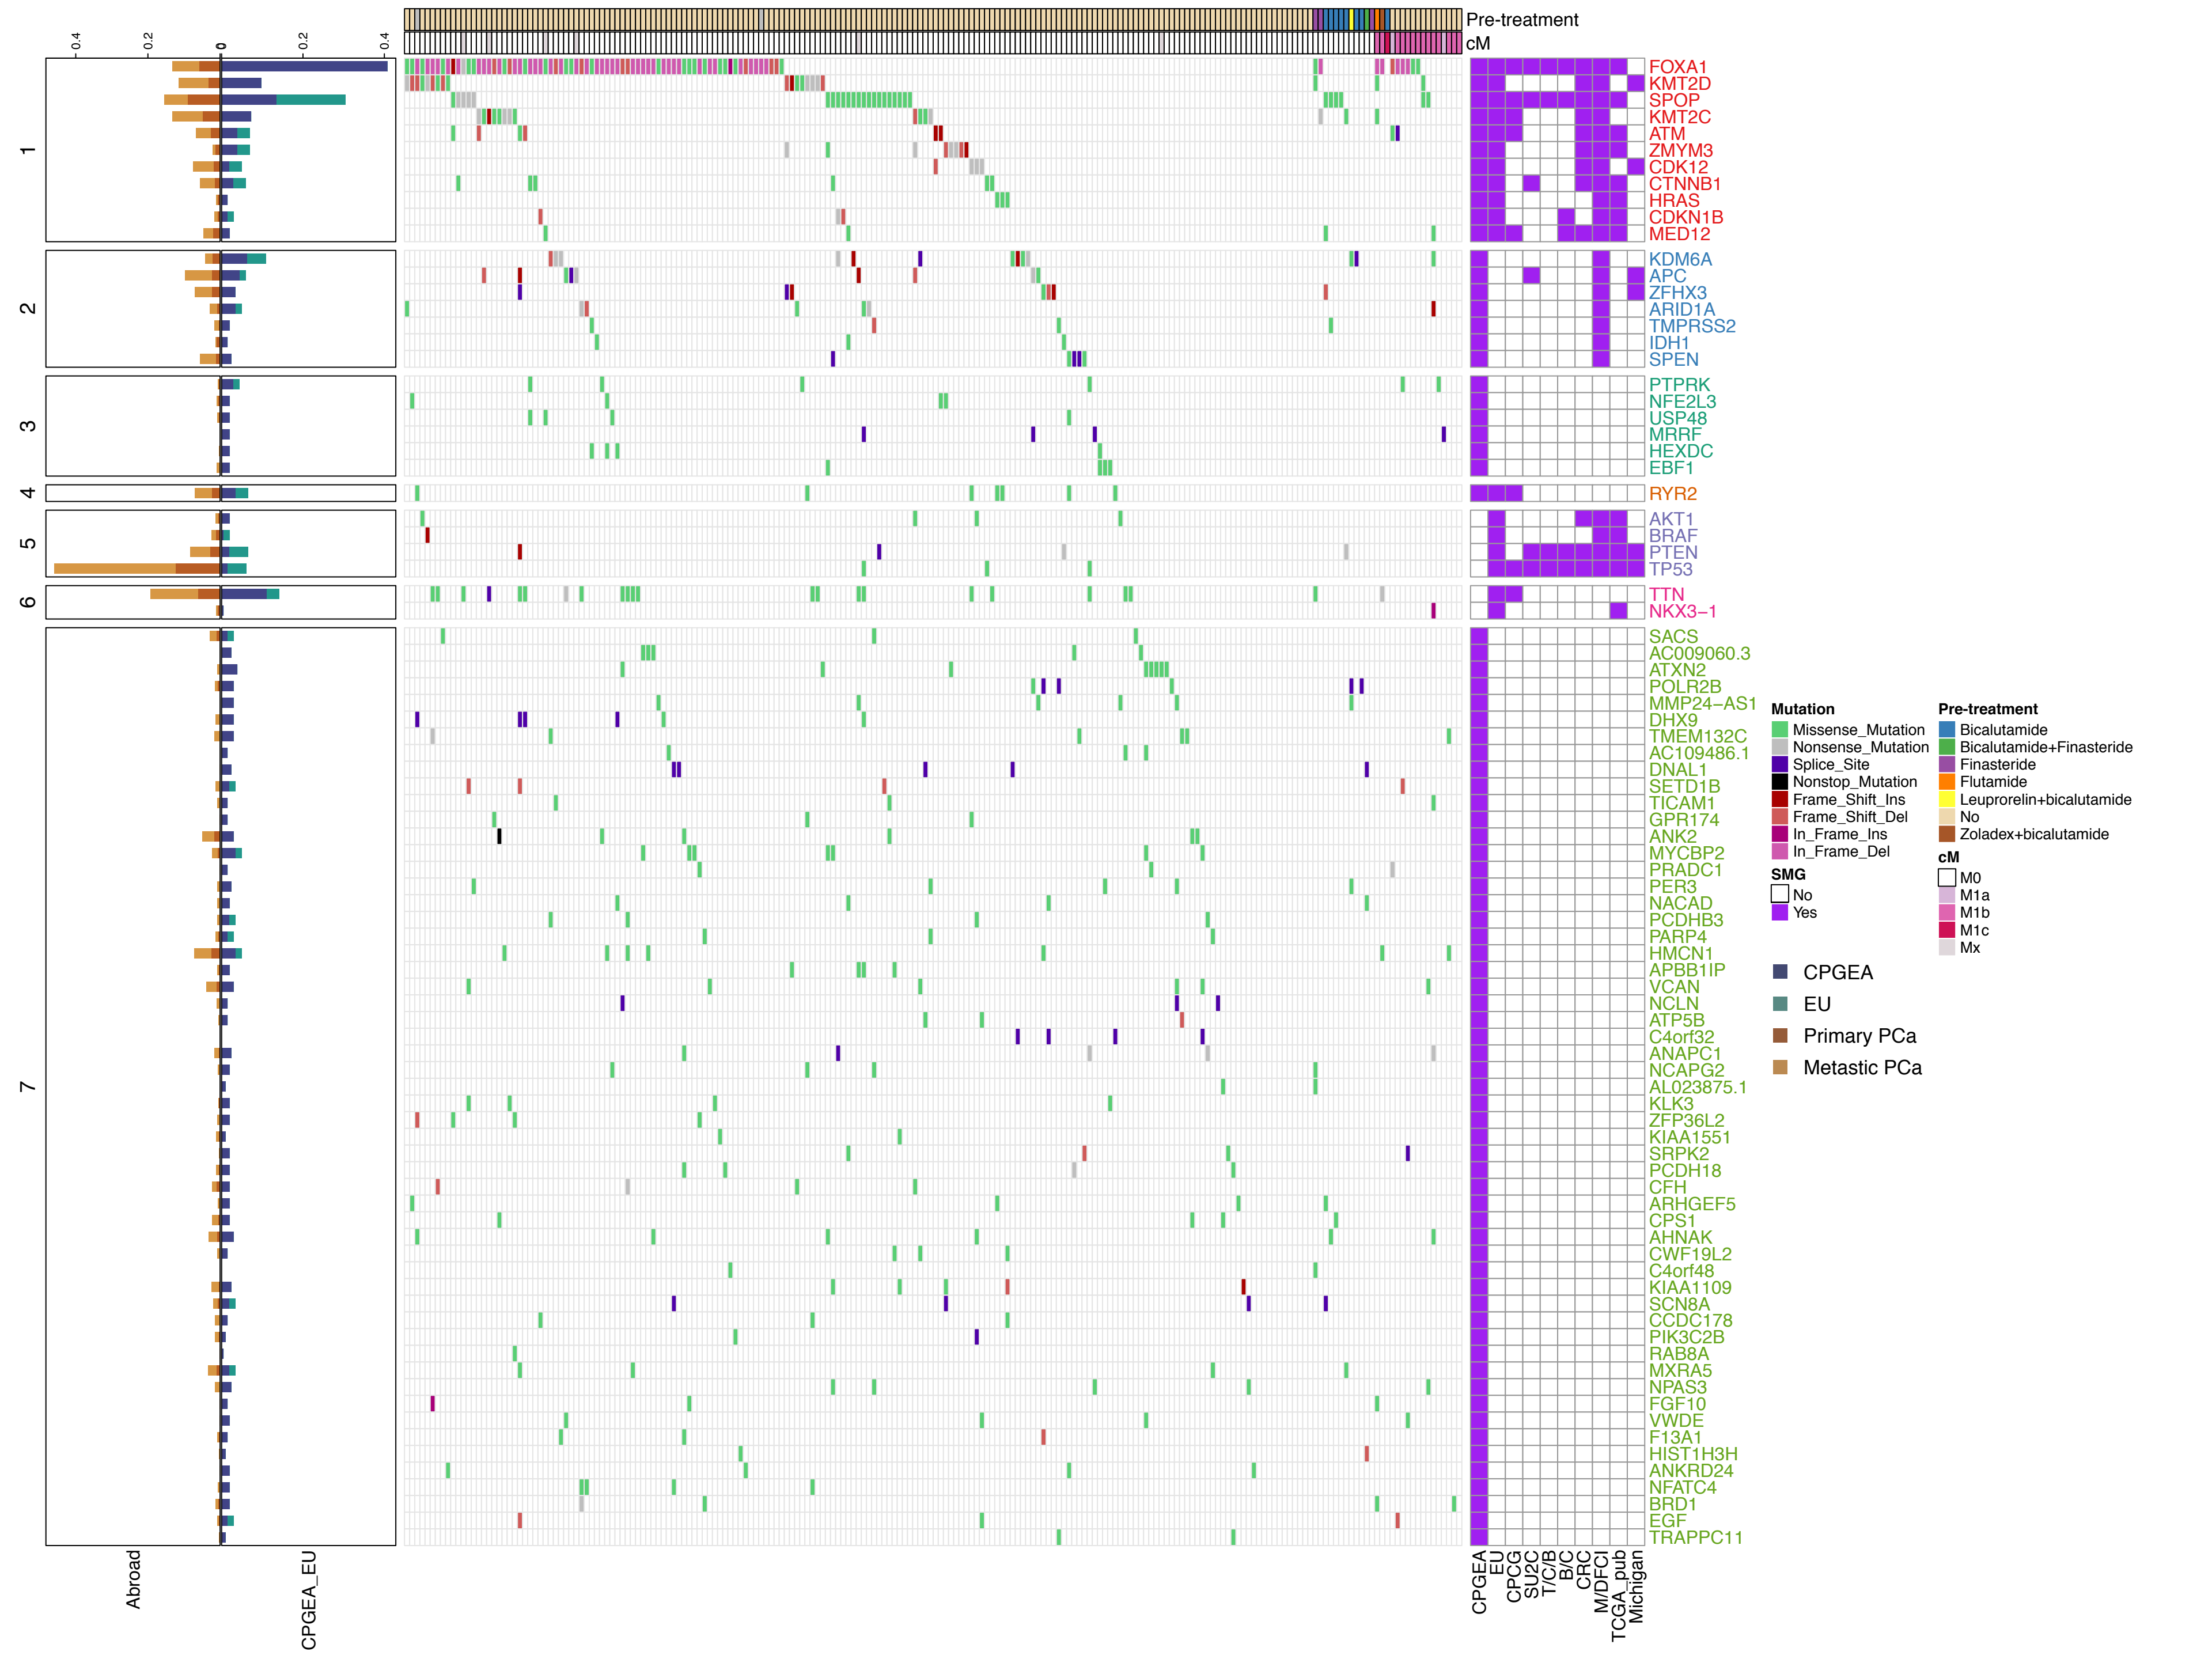 0.4
0.2
0
0.2
0.4
Pre-treatment
cM
1
FOXA1
KMT2D
SPOP
KMT2C
ATM
ZMYM3
CDK12
CTNNB1
HRAS
CDKN1B
MED12
2
KDM6A
APC
ZFHX3
ARID1A
TMPRSS2
IDH1
SPEN
3
PTPRK
NFE2L3
USP48
MRRF
HEXDC
EBF1
4
RYR2
5
AKT1
BRAF
PTEN
TP53
6
TTN
NKX3−1
7
SACS
AC009060.3
ATXN2
POLR2B
MMP24−AS1
DHX9
TMEM132C
AC109486.1
DNAL1
SETD1B
TICAM1
GPR174
ANK2
MYCBP2
PRADC1
PER3
NACAD
PCDHB3
PARP4
HMCN1
APBB1IP
VCAN
NCLN
ATP5B
C4orf32
ANAPC1
NCAPG2
AL023875.1
KLK3
ZFP36L2
KIAA1551
SRPK2
PCDH18
CFH
ARHGEF5
CPS1
AHNAK
CWF19L2
C4orf48
KIAA1109
SCN8A
CCDC178
PIK3C2B
RAB8A
MXRA5
NPAS3
FGF10
VWDE
F13A1
HIST1H3H
ANKRD24
NFATC4
BRD1
EGF
TRAPPC11
Abroad
CPGEA_EU
CPGEA
EU
CPCG
SU2C
T/C/B
B/C
CRC
M/DFCI
TCGA_pub
Michigan
Mutation
Missense_Mutation
Nonsense_Mutation
Splice_Site
Nonstop_Mutation
Frame_Shift_Ins
Frame_Shift_Del
In_Frame_Ins
In_Frame_Del
SMG
No
Yes
Pre-treatment
Bicalutamide
Bicalutamide+Finasteride
Finasteride
Flutamide
Leuprorelin+bicalutamide
No
Zoladex+bicalutamide
cM
M0
M1a
M1b
M1c
Mx
CPGEA
EU
Primary PCa
Metastic PCa